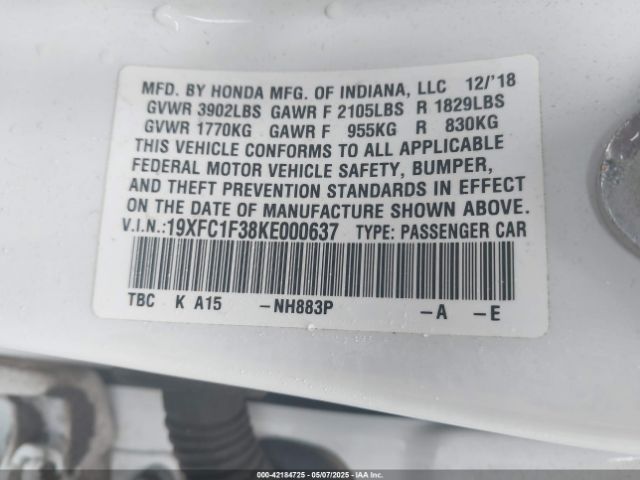 MFD. BY HONDA MFG. OF INDIANA, LLC 12/'18
GVWR 3902LBS GAWR F 2105LBS R 1829LBS
GVWR 1770KG GAWR F 955KG R 830KG
THIS VEHICLE CONFORMS TO ALL APPLICABLE
FEDERAL MOTOR VEHICLE SAFETY, BUMPER,
AND THEFT PREVENTION STANDARDS IN EFFECT
ON THE DATE OF MANUFACTURE SHOWN ABOVE.
V.I.N.:19XFC1F38KE000637 TYPE: PASSENGER CAR
TBC K A15 -NH883P -A -E
000-42184725 05/07/2025 IAAI.COM